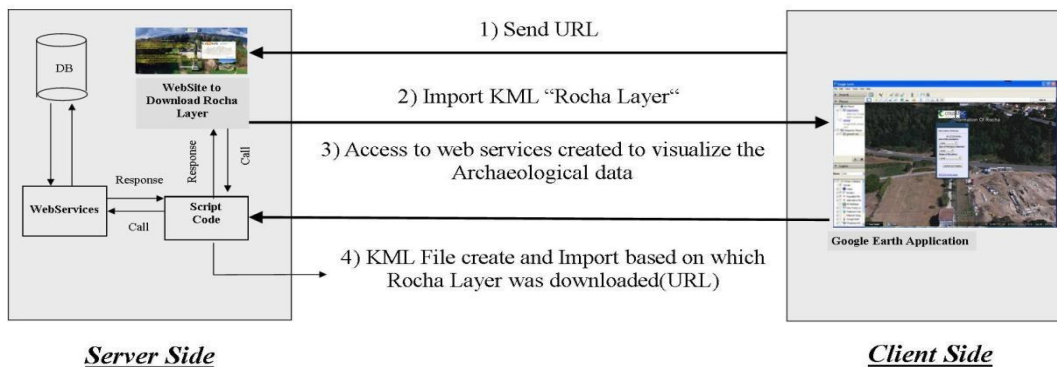 1) Send URL
DB
WebSite to
Download Rocha
Layer
2) Import KML “Rocha Layer“
3) Access to web services created to visualize the
Archaeological data
Response
Call
Response
Call
WebServices
Script
Code
Google Earth Application
4) KML File create and Import based on which
Rocha Layer was downloaded(URL)
Server Side
Client Side